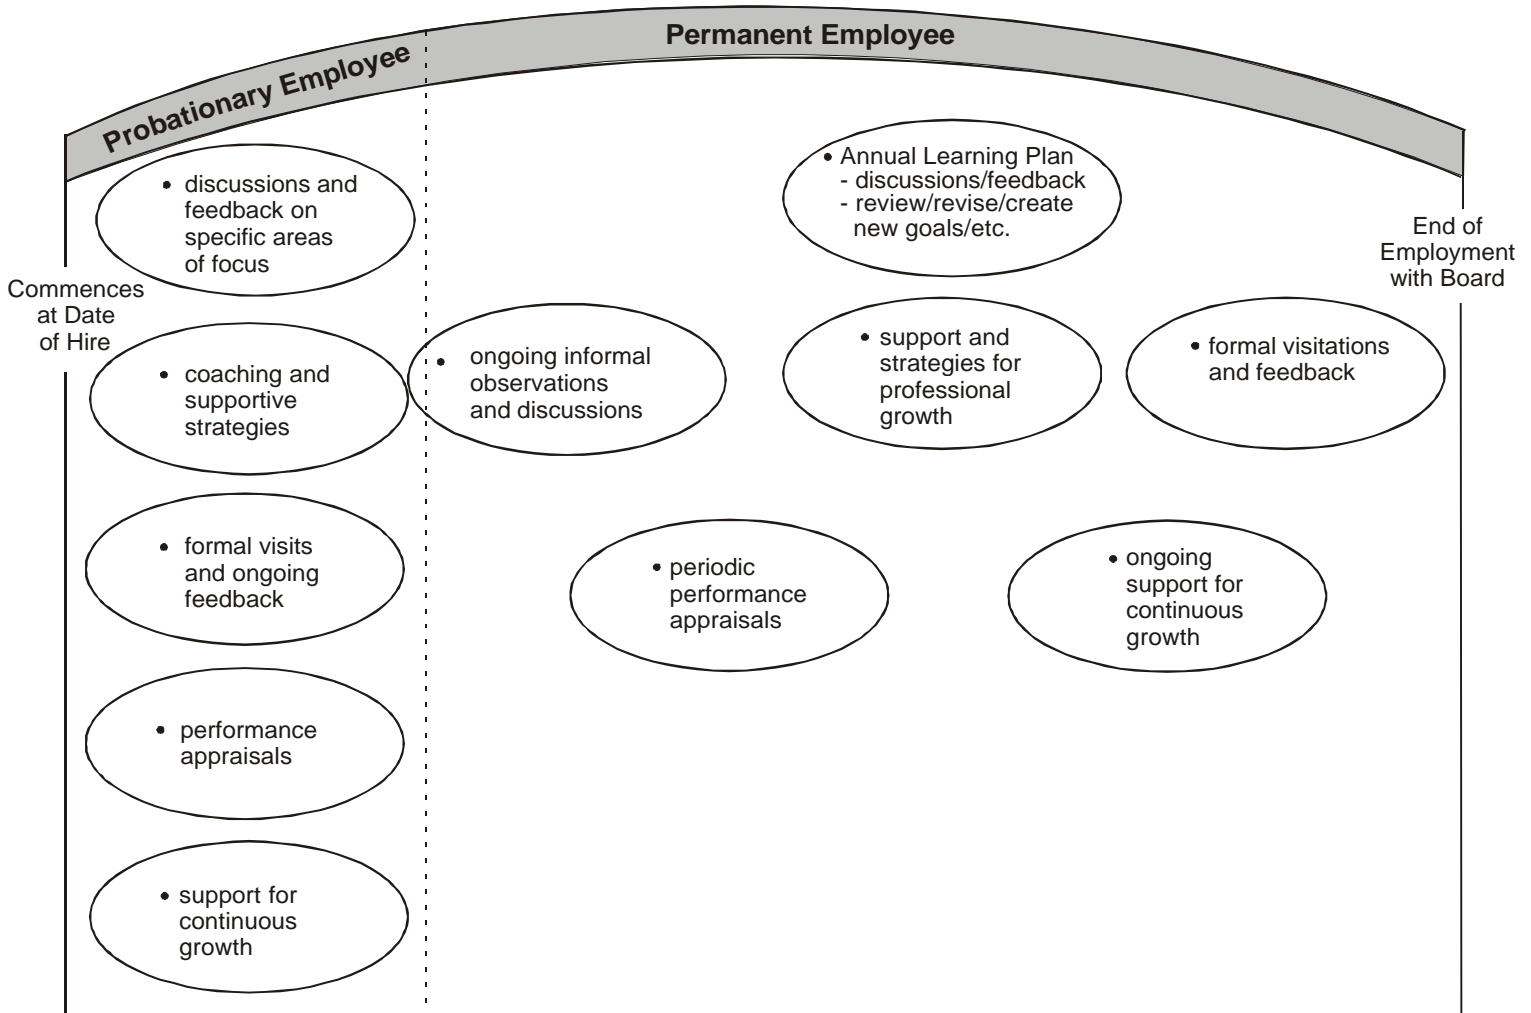 Probationary Employee
Permanent Employee
Commences
at Date
of Hire
• discussions and
feedback on
specific areas
of focus
• coaching and
supportive
strategies
• formal visits
and ongoing
feedback
• performance
appraisals
• support for
continuous
growth
• Annual Learning Plan
- discussions/feedback
- review/revise/create
new goals/etc.
• ongoing informal
observations
and discussions
• support and
strategies for
professional
growth
• formal visitations
and feedback
• periodic
performance
appraisals
• ongoing
support for
continuous
growth
End of
Employment
with Board